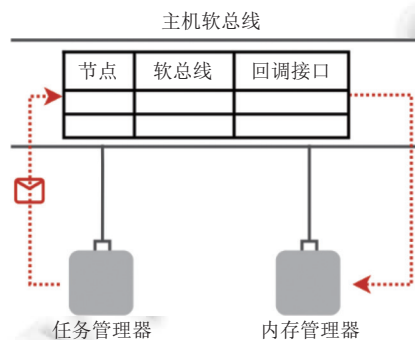 主机软总线
节点 软总线 回调接口
任务管理器 内存管理器